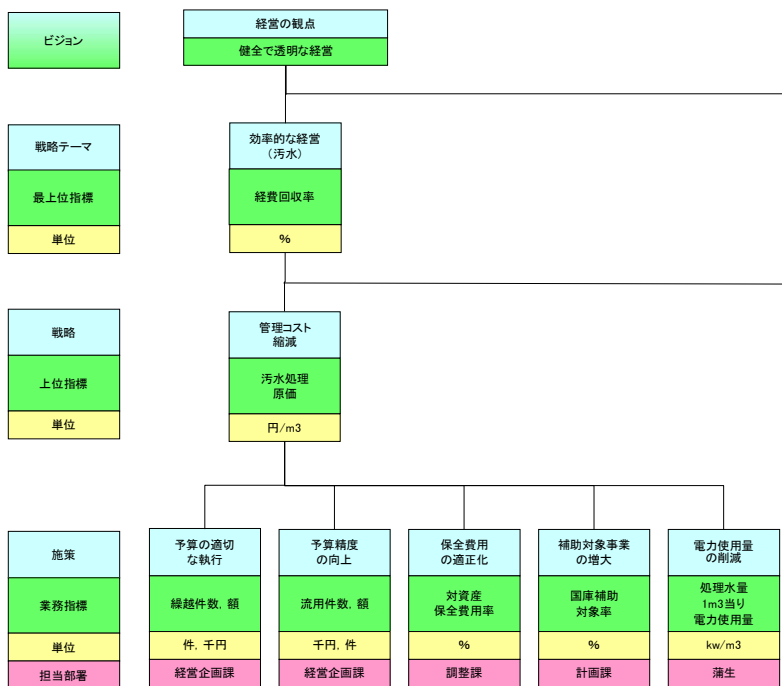 ビジョン
経営の観点
健全で透明な経営
戦略テーマ
最上位指標
単位
効率的な経営
（汚水）
経費回収率
%
戦略
上位指標
単位
管理コスト
縮減
汚水処理
原価
円/m3
施策
業務指標
単位
担当部署
予算の適切
な執行
繰越件数, 額
件, 千円
経営企画課
予算精度
の向上
流用件数, 額
千円, 件
経営企画課
保全費用
の適正化
対資産
保全費用率
%
調整課
補助対象事業
の増大
国庫補助
対象率
%
計画課
電力使用量
の削減
処理水量
1m3当り
電力使用量
kw/m3
蒲生